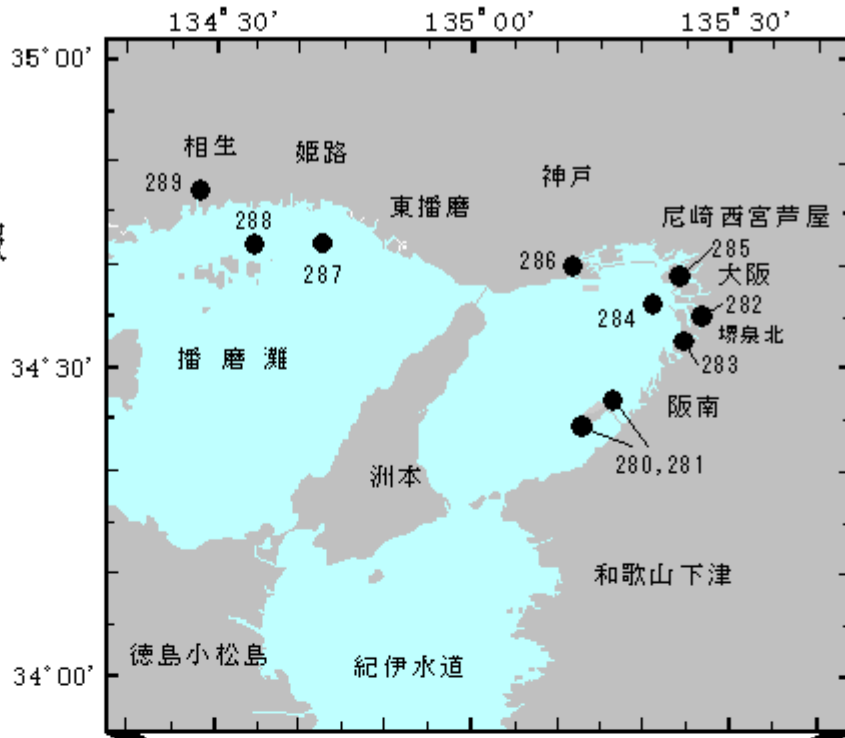 134°30' 135°00' 135°30'
35°00'
相生
姫路
神戸
289
東播磨
288
尼崎西宮芦屋
285
286
287
大阪
282
284
堺泉北
283
34°30'
播磨灘
阪南
280,281
洲本
和歌山下津
徳島小松島
紀伊水道
34°00'